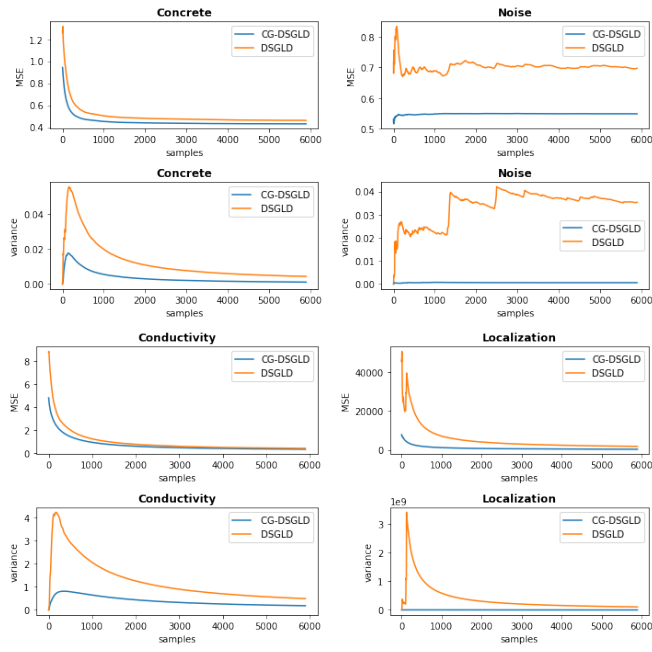 Concrete
MSE
1.2
1.0
0.8
0.6
0.4
CG-DSGLD
DSGLD
0 1000 2000 3000 4000 5000 6000
samples
Noise
MSE
0.8
0.7
0.6
0.5
CG-DSGLD
DSGLD
0 1000 2000 3000 4000 5000 6000
samples
Concrete
variance
0.04
0.02
0.00
CG-DSGLD
DSGLD
0 1000 2000 3000 4000 5000 6000
samples
Noise
variance
0.04
0.03
0.02
0.01
0.00
CG-DSGLD
DSGLD
0 1000 2000 3000 4000 5000 6000
samples
Conductivity
MSE
8
6
4
2
0
CG-DSGLD
DSGLD
0 1000 2000 3000 4000 5000 6000
samples
Localization
MSE
40000
20000
0
CG-DSGLD
DSGLD
0 1000 2000 3000 4000 5000 6000
samples
Conductivity
variance
4
3
2
1
0
CG-DSGLD
DSGLD
0 1000 2000 3000 4000 5000 6000
samples
Localization
1e9
variance
3
2
1
0
CG-DSGLD
DSGLD
0 1000 2000 3000 4000 5000 6000
samples